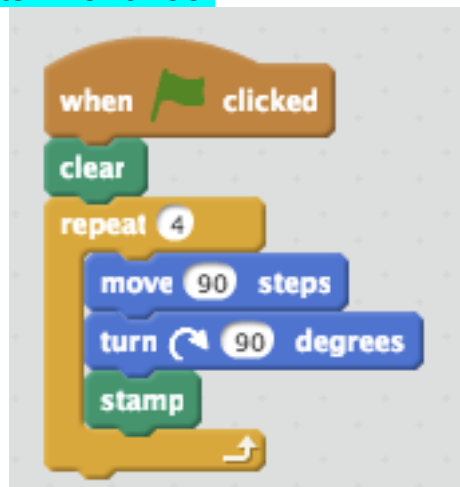 when clicked
clear
repeat 4
move 90 steps
turn 90 degrees
stamp